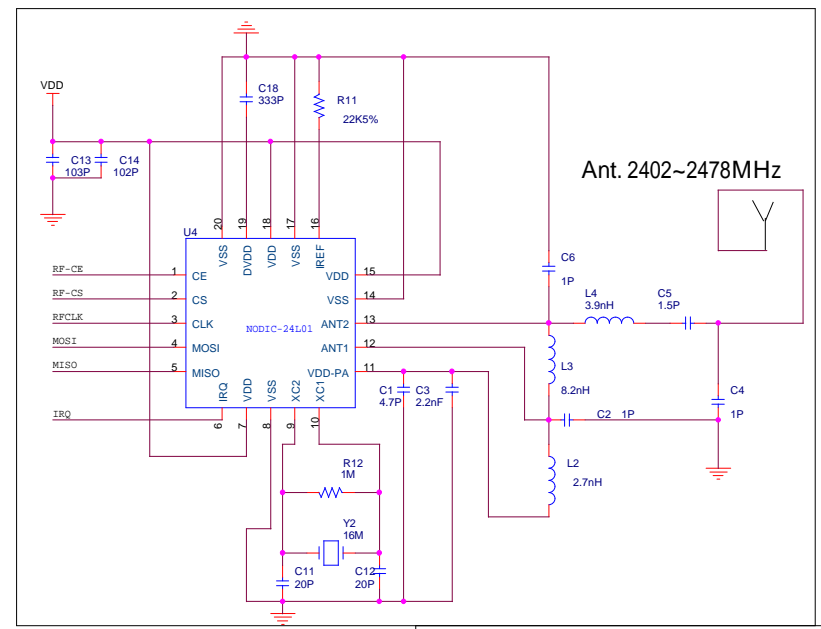 C18
333P
VDD
R11
22K5%
C13
103P
C14
102P
Ant. 2402~2478MHz
20
19
18
17
16
U4
VSS
DVDD
VDD
VSS
IREF
C6
1P
RF-CE
1
CE
VDD
15
RF-CS
2
CS
VSS
14
L4
3.9nH
C5
1.5P
RFCLK
3
CLK
NODIC-24L01
ANT2
13
MOSI
4
MOSI
ANT1
12
MISO
5
MISO
VDD-PA
11
L3
8.2nH
IRQ
VDD
VSS
XC2
XC1
C1
4.7P
C3
2.2nF
C4
1P
IRQ
6
7
8
9
10
C2 1P
L2
2.7nH
R12
1M
Y2
16M
C11
20P
C12
20P